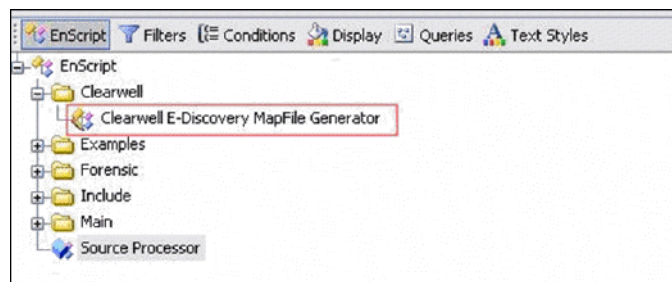 EnScript Filters Conditions Display Queries Text Styles
EnScript
Clearwell
Clearwell E-Discovery MapFile Generator
Examples
Forensic
Include
Main
Source Processor